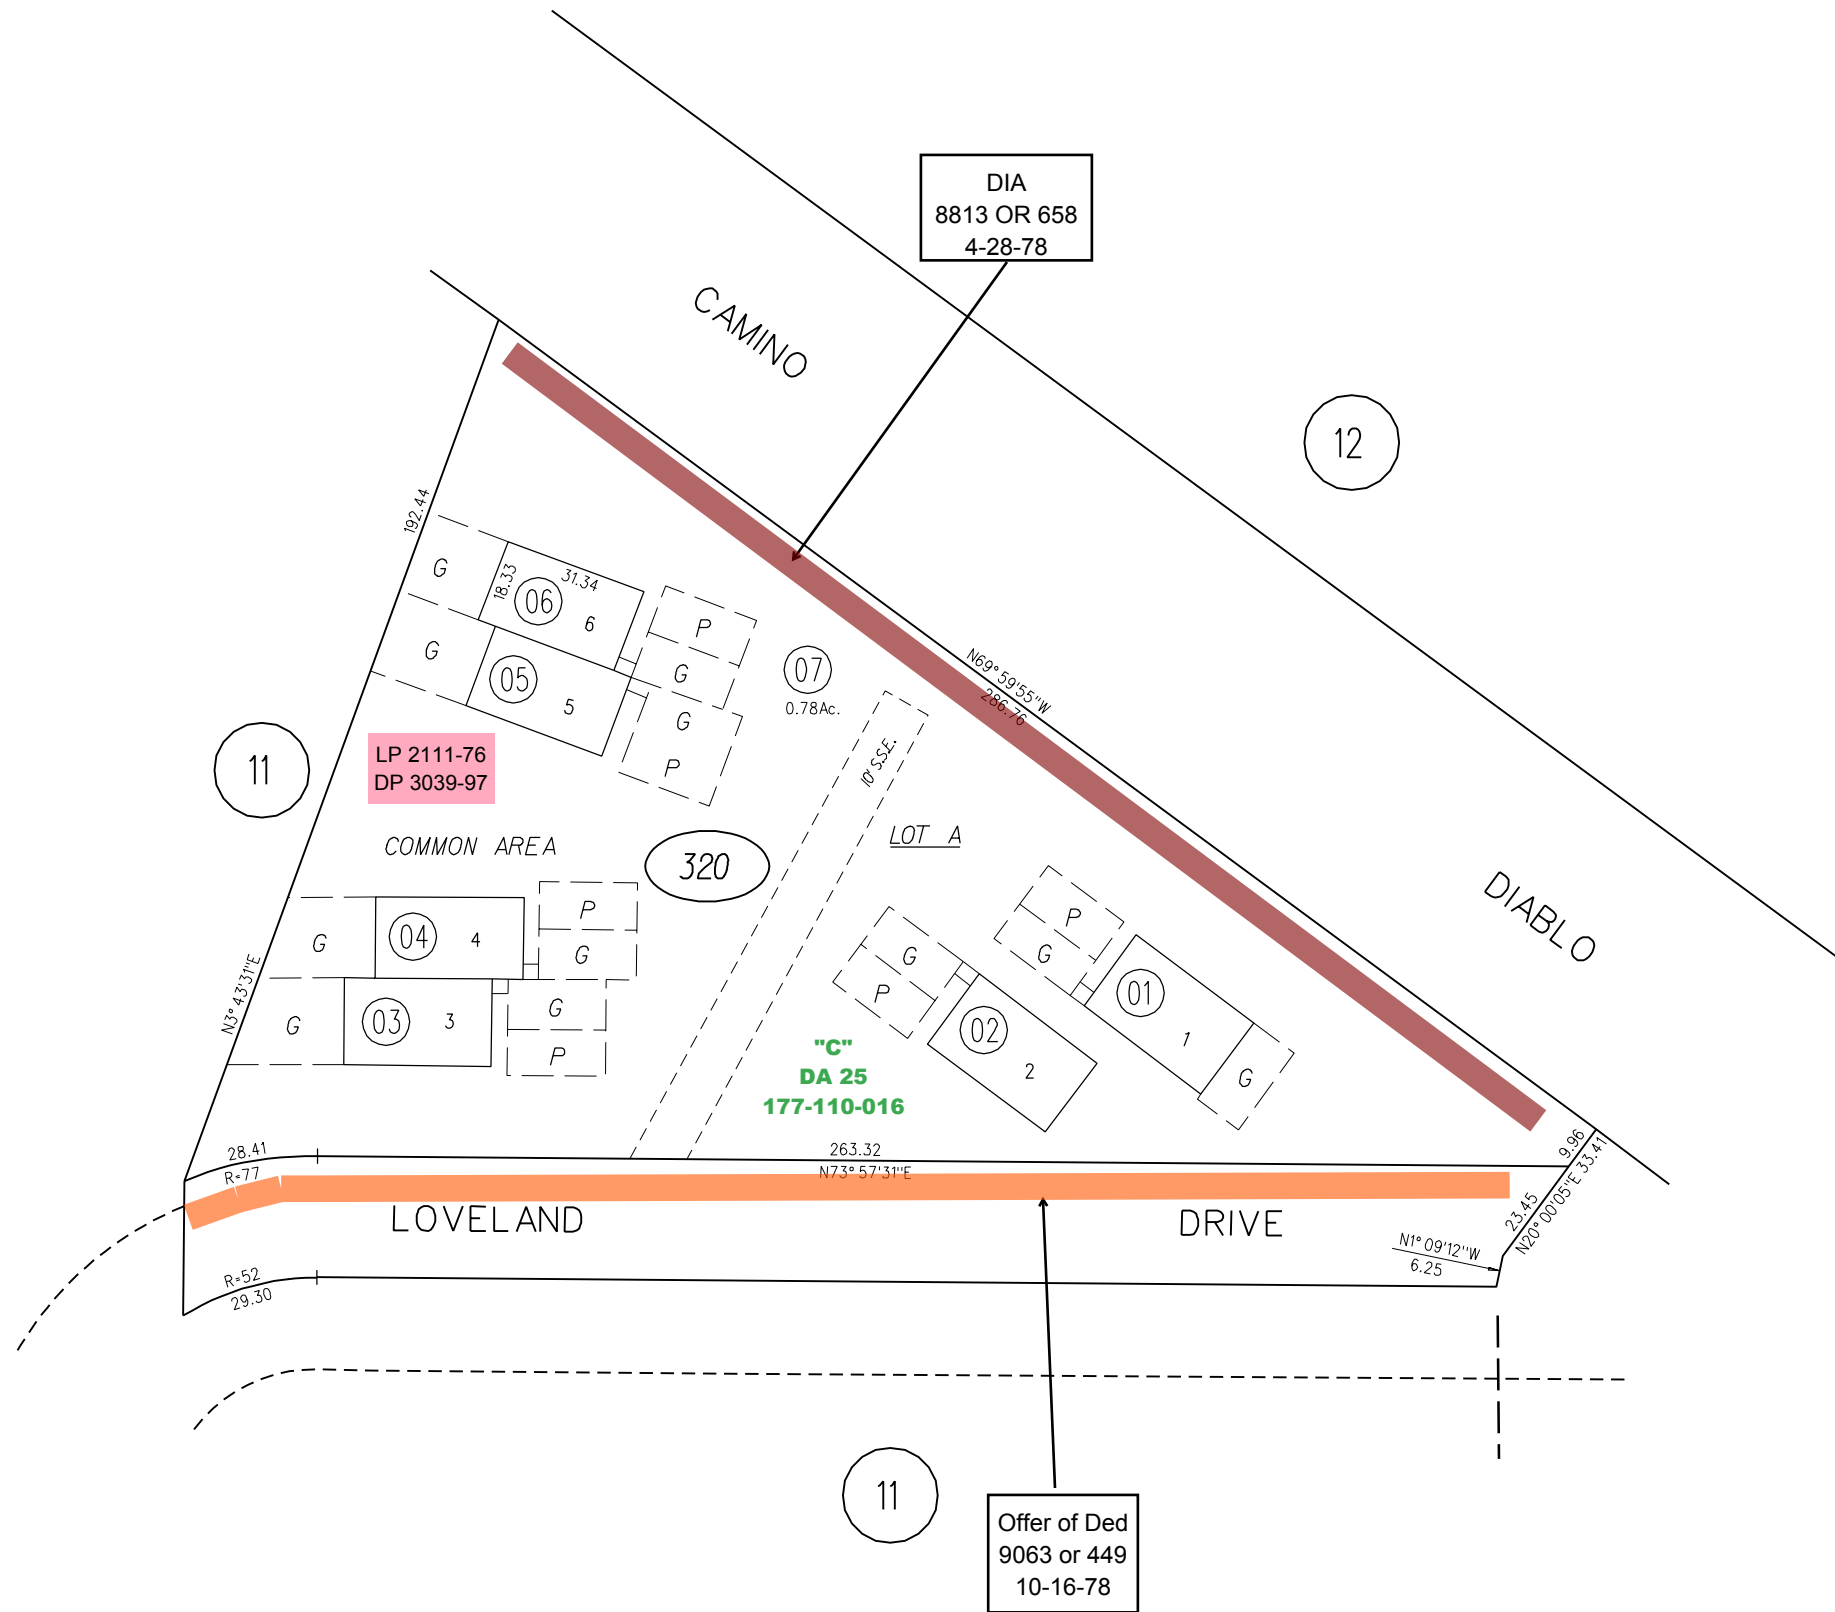 DIA
8813 OR 658
4-28-78
CAMINO
12
192.44
G
18.33
31.34
06
6
P
G
G
05
5
G
P
07
0.78Ac.
N69°59'55"W
286.76
11
LP 2111-76
DP 3039-97
10' S.S.E.
COMMON AREA
320
LOT A
DIABLO
P
G
04
4
G
P
G
G
P
01
1
G
N3°43'31"E
G
03
3
G
P
02
2
"C"
DA 25
177-110-016
28.41
R=77
263.32
N73°57'31"E
9.96
N20°00'05"E 33.41
23.45
LOVELAND DRIVE
N1°09'12"W
6.25
R=52
29.30
11
Offer of Ded
9063 or 449
10-16-78